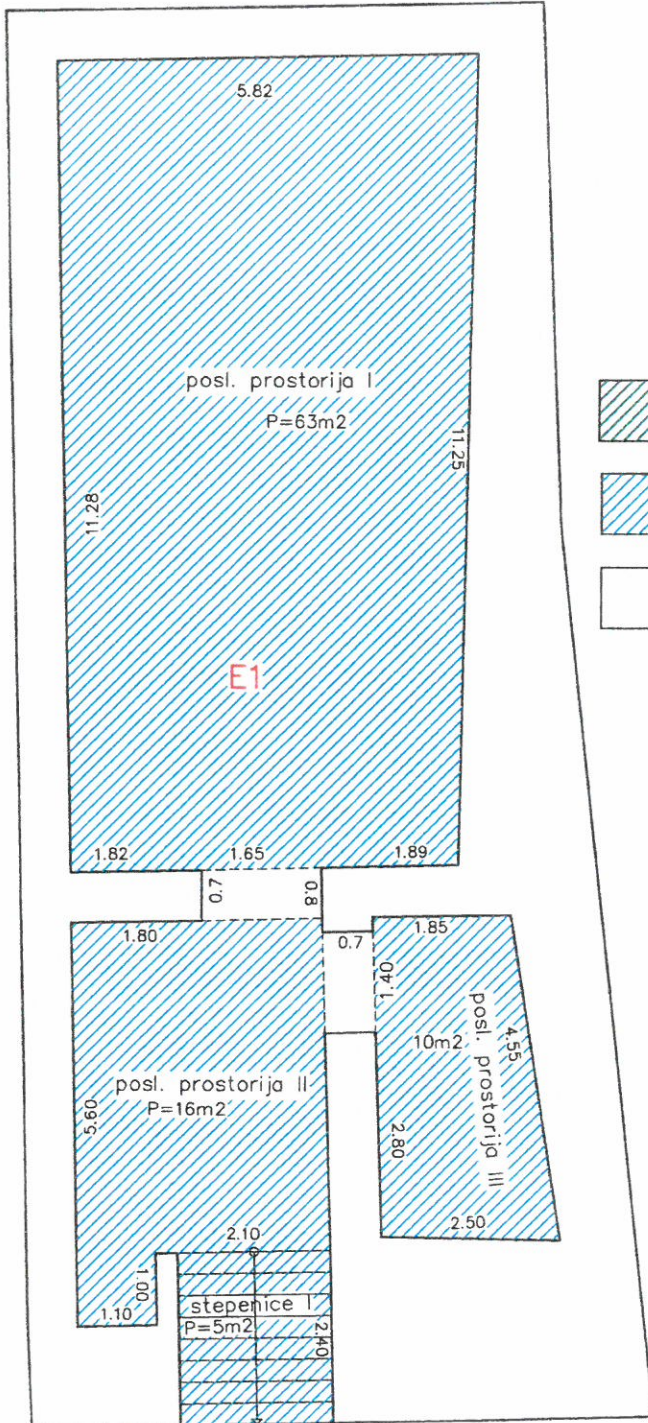 5.82
posl. prostorija I
P=63m2
11.25
11.28
E1
1.82
1.65
1.89
0.7
0.8
1.80
0.7
1.85
1.40
4.55
posl. prostorija III
10m2
posl. prostorija II
P=16m2
5.60
2.80
2.10
2.50
1.00
1.10
stepenice I
P=5m2
2.40